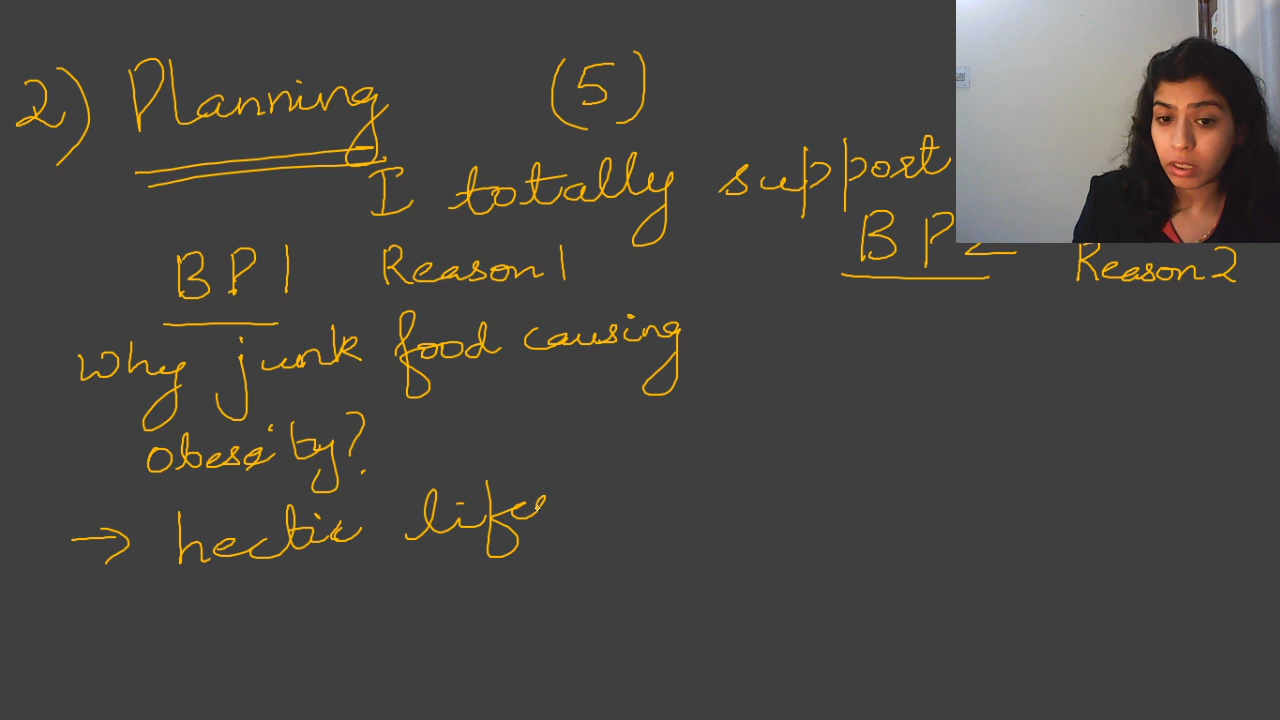 2) Planning (5)
I totally support
BP1 Reason 1 BP2 Reason 2
Why junk food causing
obesity?
→ hectic life